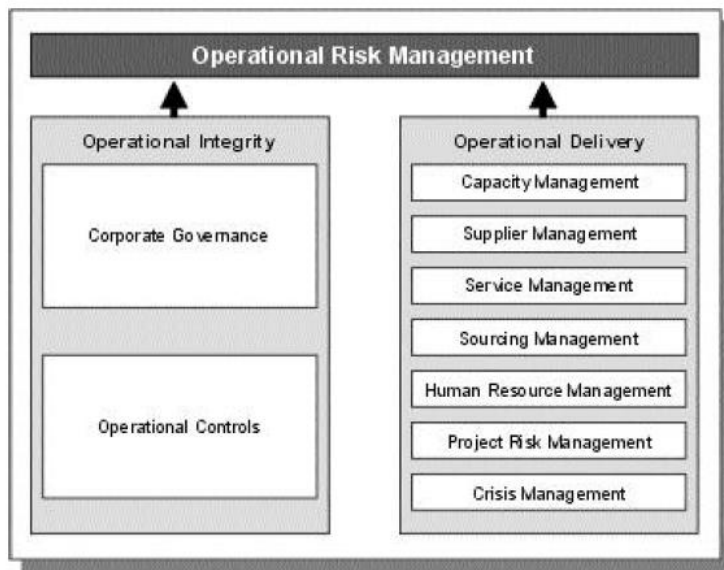 Operational Risk Management
Operational Integrity
Corporate Governance
Operational Controls
Operational Delivery
Capacity Management
Supplier Management
Service Management
Sourcing Management
Human Resource Management
Project Risk Management
Crisis Management